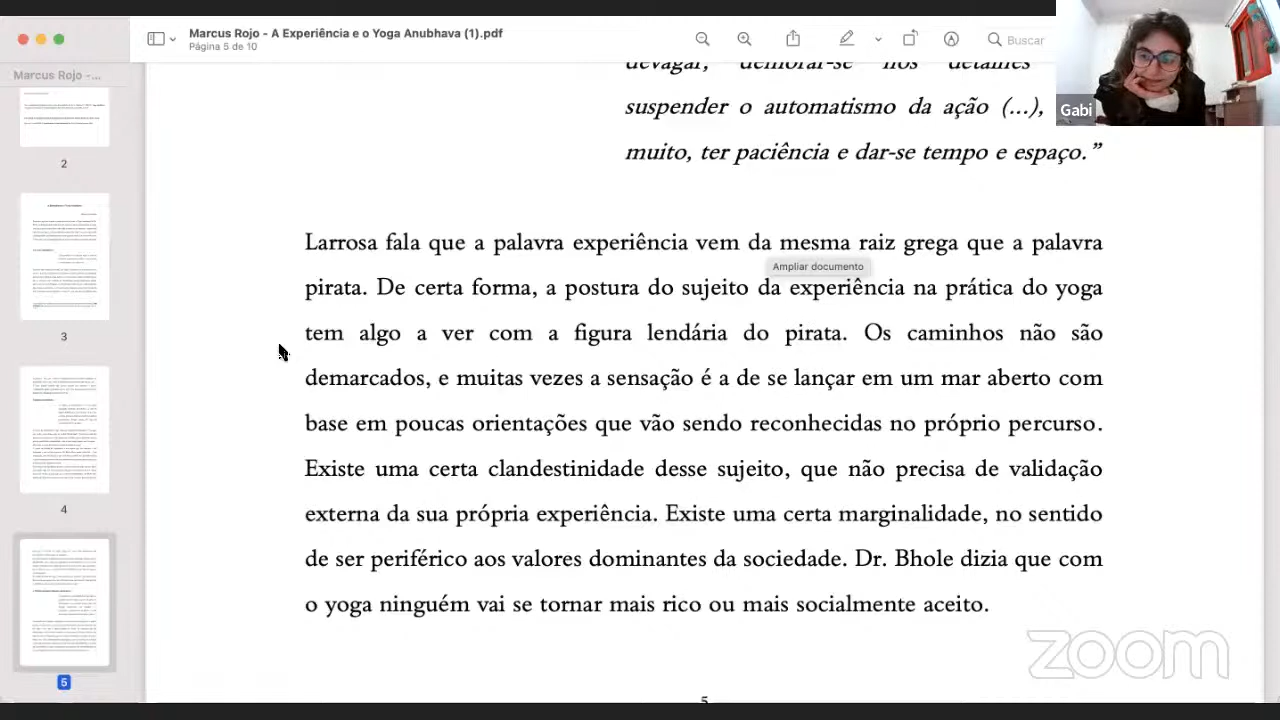 Marcus Rojo - A Experiência e o Yoga Anubhava (1).pdf
Página 5 de 10
Buscar
Marcus Rojo -...
2
3
4
5
Gabi
devagar, demorar-se nos detalhes
suspender o automatismo da ação (...),
muito, ter paciência e dar-se tempo e espaço.”
Larrosa fala que a palavra experiência vem da mesma raiz grega que a palavra
Ampliar documento
pirata. De certa forma, a postura do sujeito da experiência na prática do yoga
tem algo a ver com a figura lendária do pirata. Os caminhos não são
demarcados, e muitas vezes a sensação é a de se lançar em um mar aberto com
base em poucas orientações que vão sendo reconhecidas no próprio percurso.
Existe uma certa clandestinidade desse sujeito, que não precisa de validação
externa da sua própria experiência. Existe uma certa marginalidade, no sentido
de ser periférico aos valores dominantes da sociedade. Dr. Bhole dizia que com
o yoga ninguém vai se tornar mais rico ou mais socialmente aceito.
zoom
5